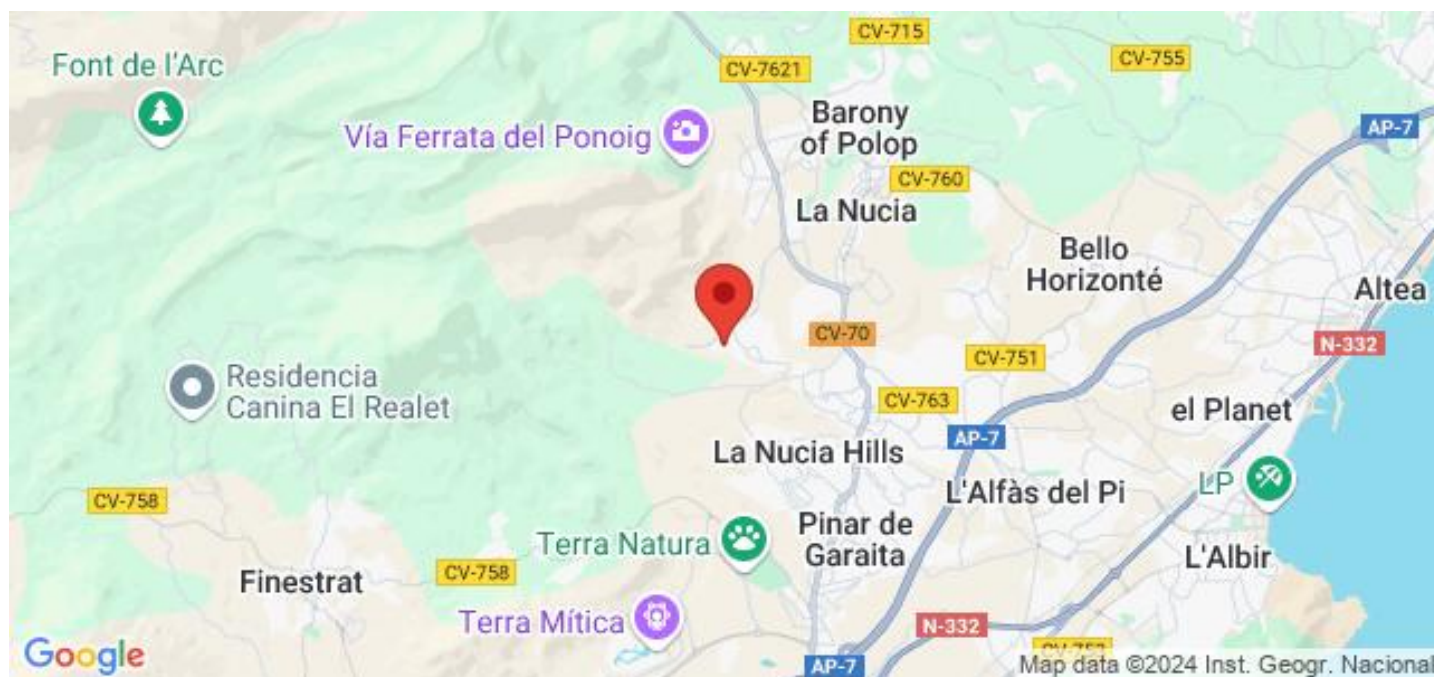 CV-715
CV-755
Font de l'Arc
CV-7621
Barony
of Polop
AP-7
Vía Ferrata del Ponoig
CV-760
La Nucia
Bello
Horizonté
Altea
CV-70
N-332
CV-751
Residencia
Canina El Realet
CV-763
el Planet
AP-7
La Nucia Hills
CV-758
L'Alfàs del Pi
LP
Pinar de
Garaita
Terra Natura
L'Albir
CV-758
Finestrat
Terra Mítica
N-332
Google
AP-7
Map data ©2024 Inst. Geogr. Nacional